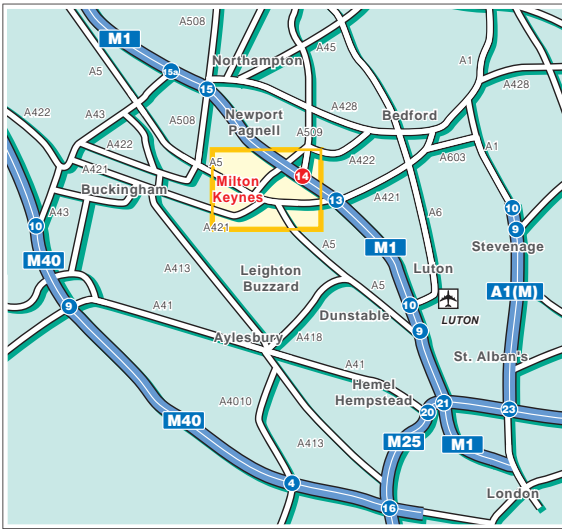 A508
M1
A45
A5
Northampton
A1
15a
15
A428
A422
A43
A508
Newport
Pagnell
A428
Bedford
A509
A1
A422
A5
A422
A603
A421
14
Milton
Keynes
Buckingham
13
A421
10
A43
10
A6
9
A421
Stevenage
M40
A5
M1
A413
Leighton
Buzzard
Luton
A5
A1(M)
9
A41
10
LUTON
Dunstable
9
Aylesbury
A418
St. Alban's
A41
Hemel
Hempstead
21
20
23
A4010
M40
M25
M1
A413
4
London
16